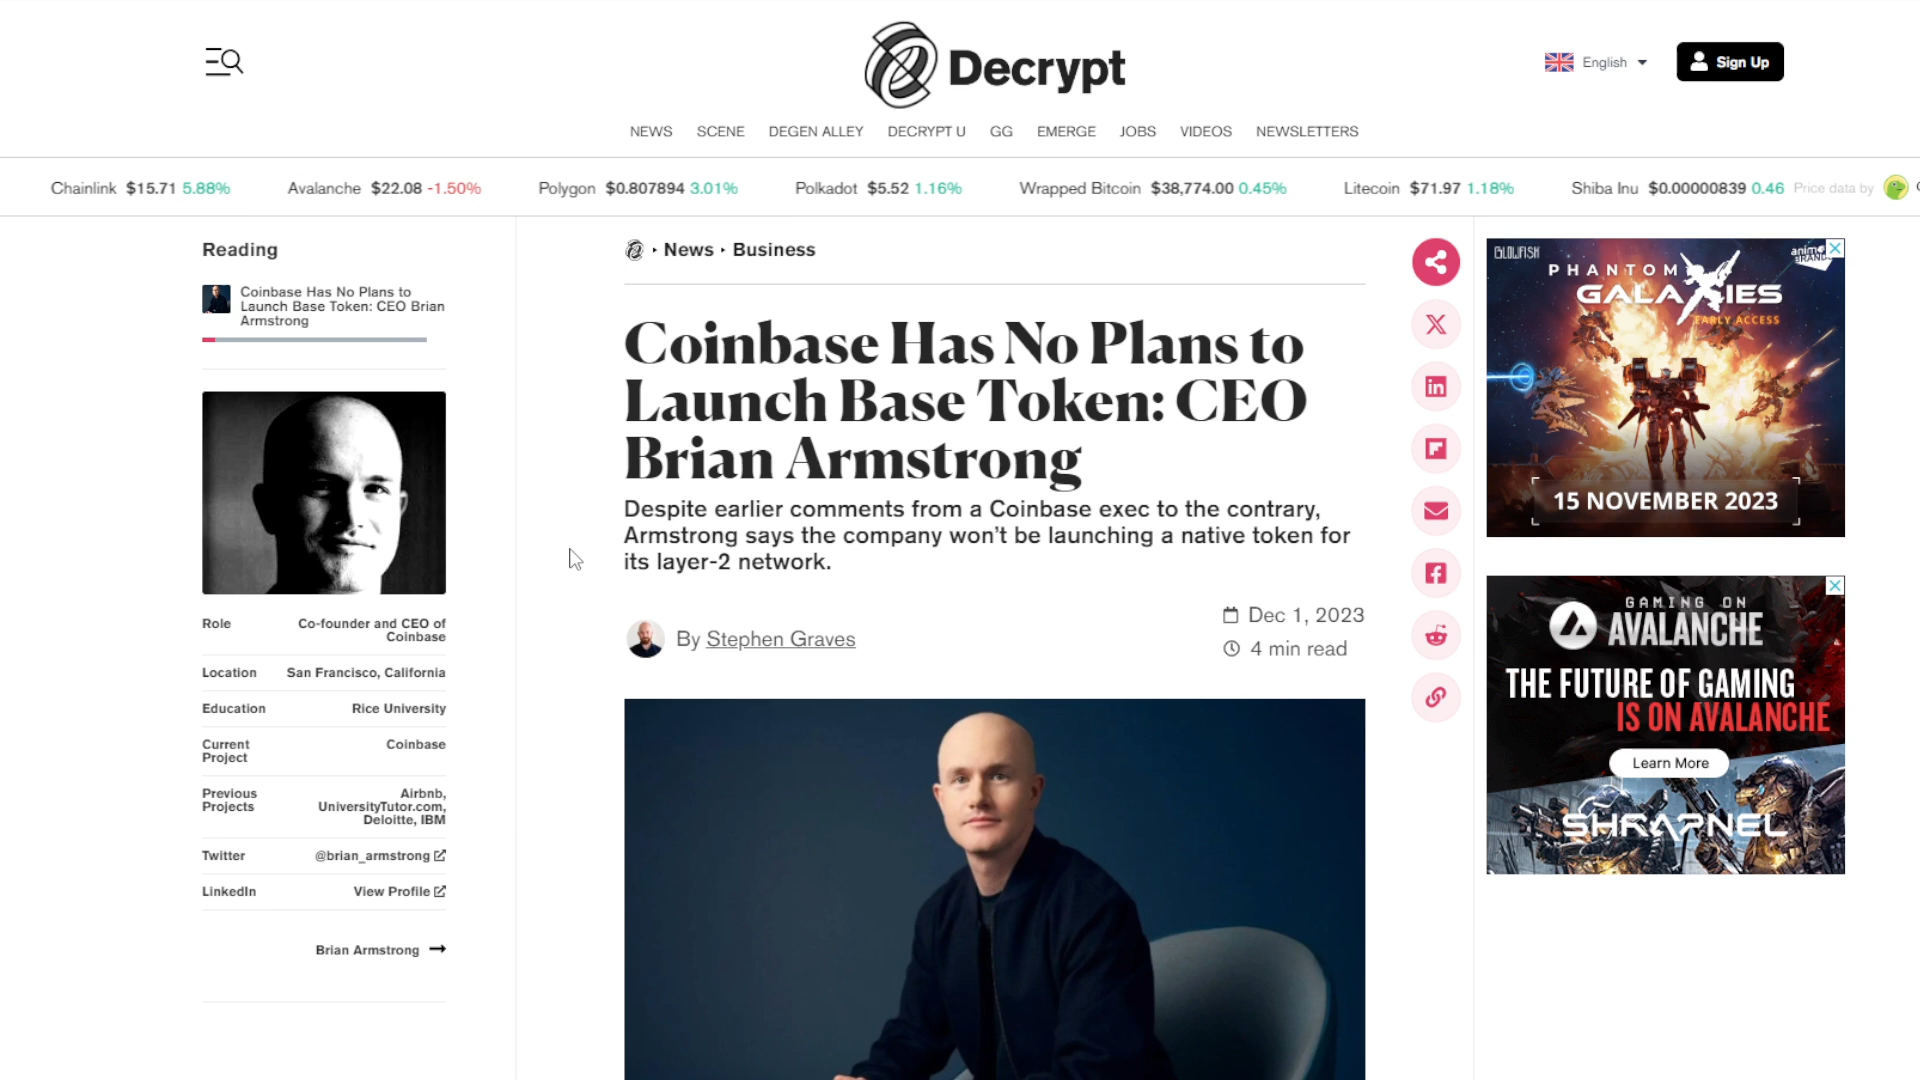 Decrypt
English
Sign Up
NEWS SCENE DEGEN ALLEY DECRYPT U GG EMERGE JOBS VIDEOS NEWSLETTERS
Chainlink $15.71 5.88% Avalanche $22.08 -1.50% Polygon $0.807894 3.01% Polkadot $5.52 1.16% Wrapped Bitcoin $38,774.00 0.45% Litecoin $71.97 1.18% Shiba Inu $0.00000839 0.46 Price data by
Reading
Coinbase Has No Plans to
Launch Base Token: CEO Brian
Armstrong
Role Co-founder and CEO of
Coinbase
Location San Francisco, California
Education Rice University
Current
Project
Coinbase
Previous
Projects
Airbnb,
UniversityTutor.com,
Deloitte, IBM
Twitter @brian_armstrong
LinkedIn View Profile
Brian Armstrong
News Business
Coinbase Has No Plans to
Launch Base Token: CEO
Brian Armstrong
Despite earlier comments from a Coinbase exec to the contrary,
Armstrong says the company won't be launching a native token for
its layer-2 network.
By Stephen Graves
Dec 1, 2023
4 min read
BLOWFISH
PHANTOM
GALAXIES
EARLY ACCESS
15 NOVEMBER 2023
GAMING ON
AVALANCHE
THE FUTURE OF GAMING
IS ON AVALANCHE
Learn More
SHRAPNEL